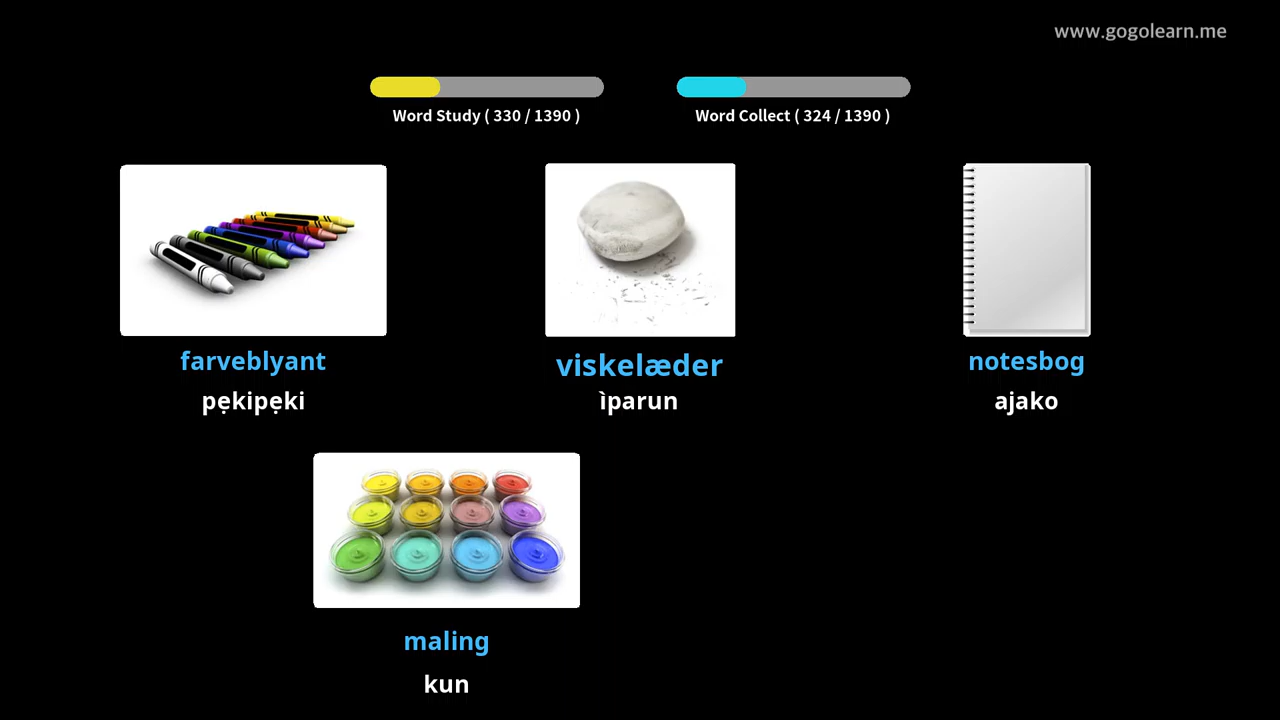 www.gogolearn.me
Word Study ( 330 / 1390 )
Word Collect ( 324 / 1390 )
farveblyant
pẹkipẹki
viskelæder
ìparun
notesbog
ajako
maling
kun